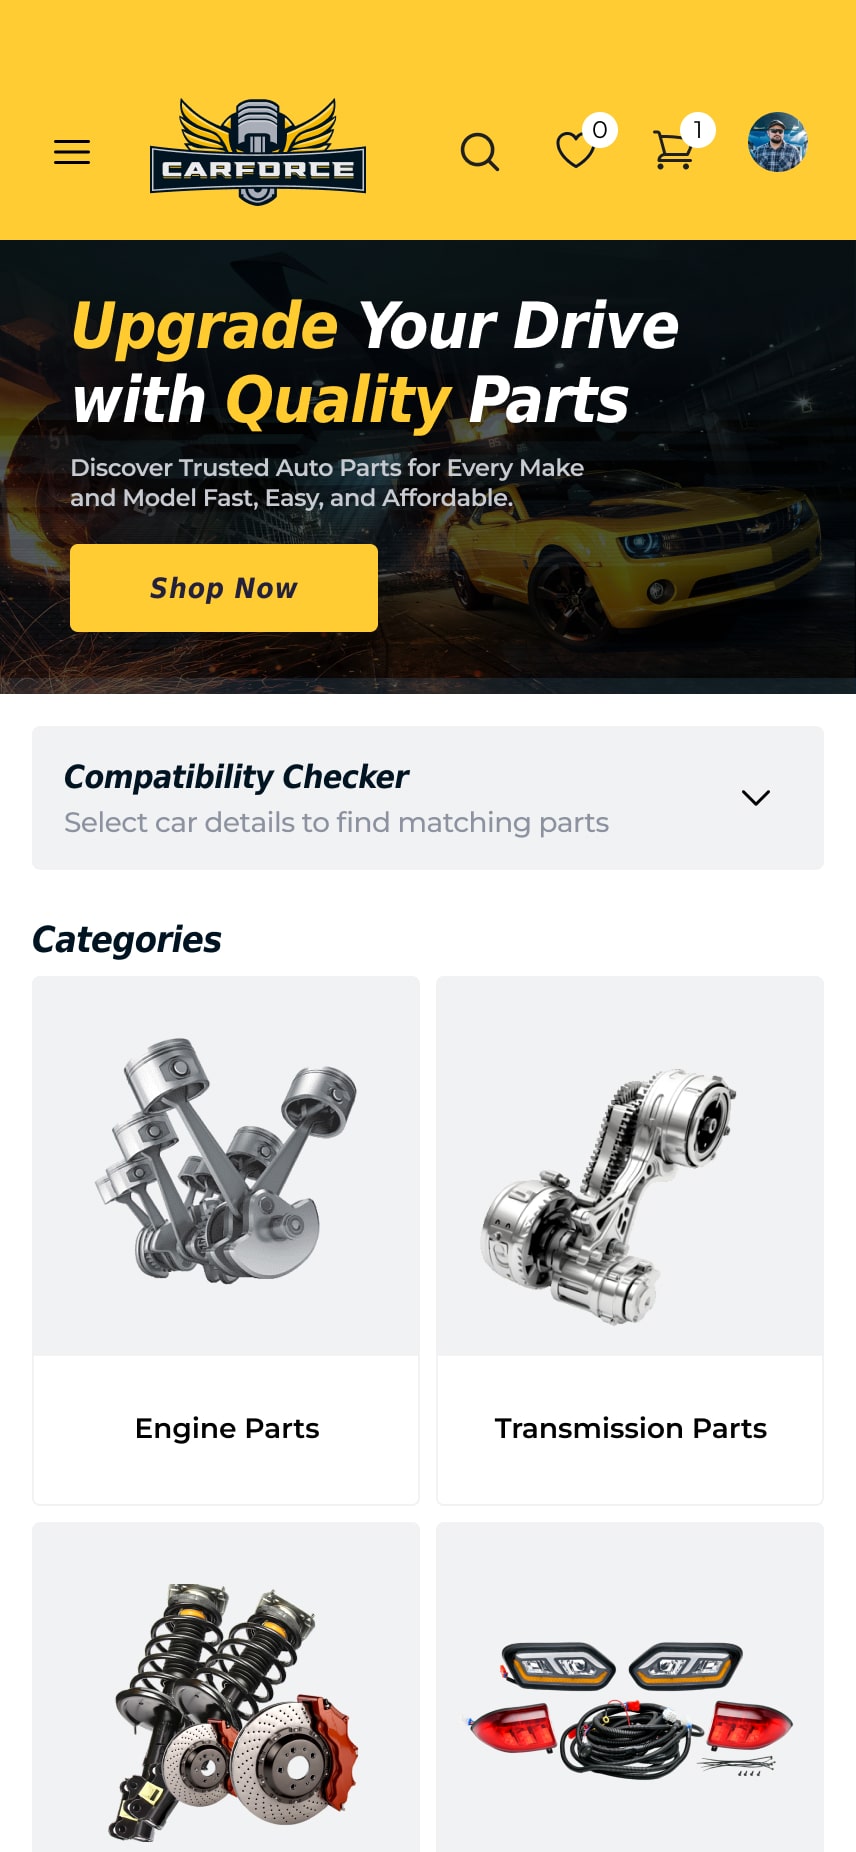 CARFORCE
0
1
Upgrade Your Drive
with Quality Parts
Discover Trusted Auto Parts for Every Make
and Model Fast, Easy, and Affordable.
Shop Now
Compatibility Checker
Select car details to find matching parts
Categories
Engine Parts
Transmission Parts